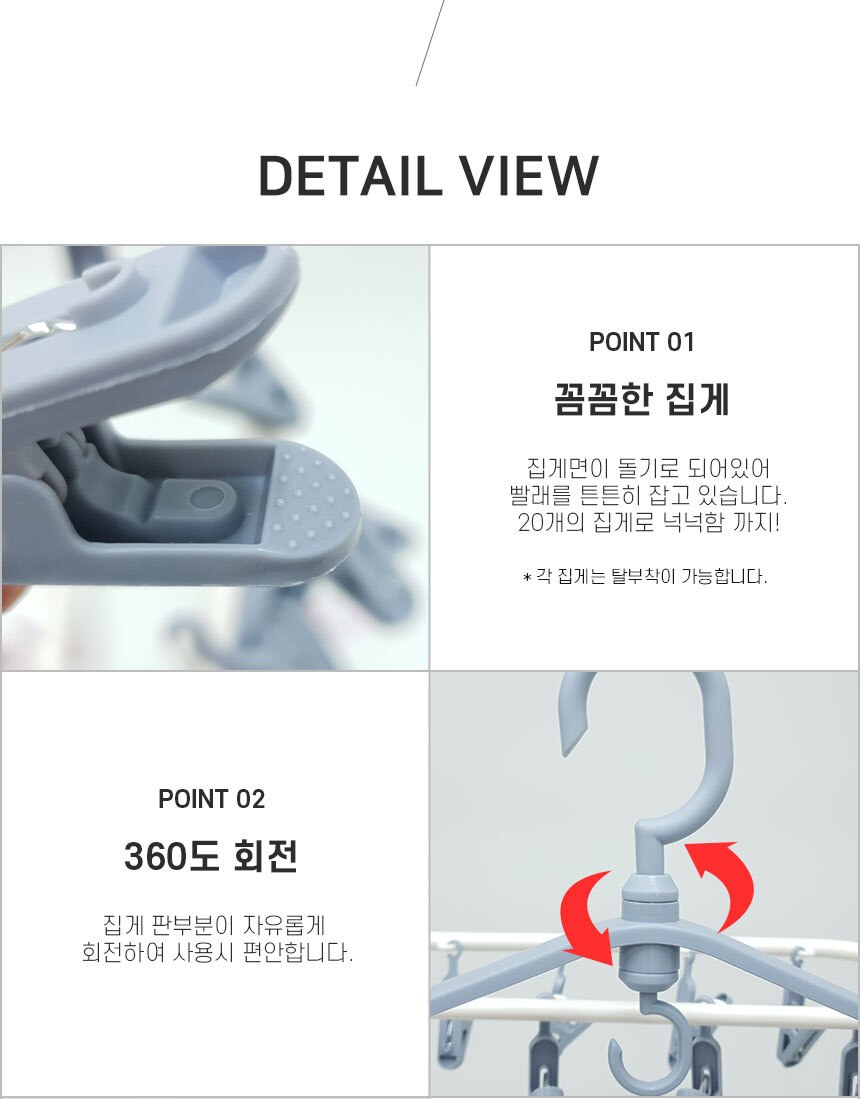 DETAIL VIEW
POINT 01
꼼꼼한 집게
집게면이 돌기로 되어있어
빨래를 튼튼히 잡고 있습니다.
20개의 집게로 넉넉함 까지!
* 각 집게는 탈부착이 가능합니다.
POINT 02
360도 회전
집게 판부분이 자유롭게
회전하여 사용시 편안합니다.